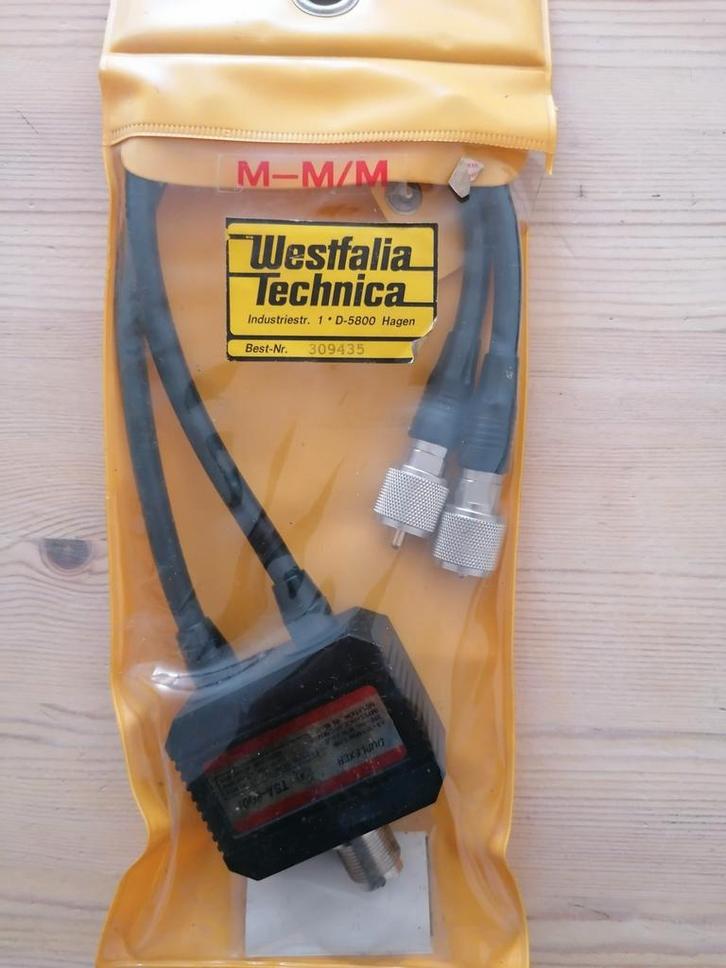 M–M/M
Westfalia
Technica
Industriestr. 1 * D-5800 Hagen
Best-Nr. 309435
DUPLEXER